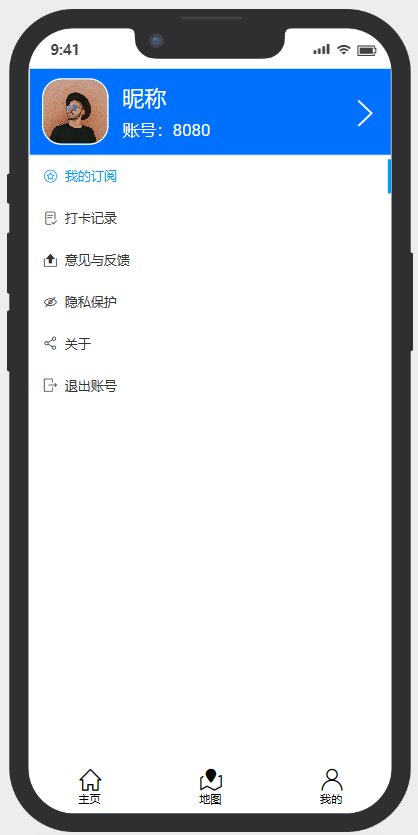 9:41
昵称
账号：8080
我的订阅
打卡记录
意见与反馈
隐私保护
关于
退出账号
主页
地图
我的